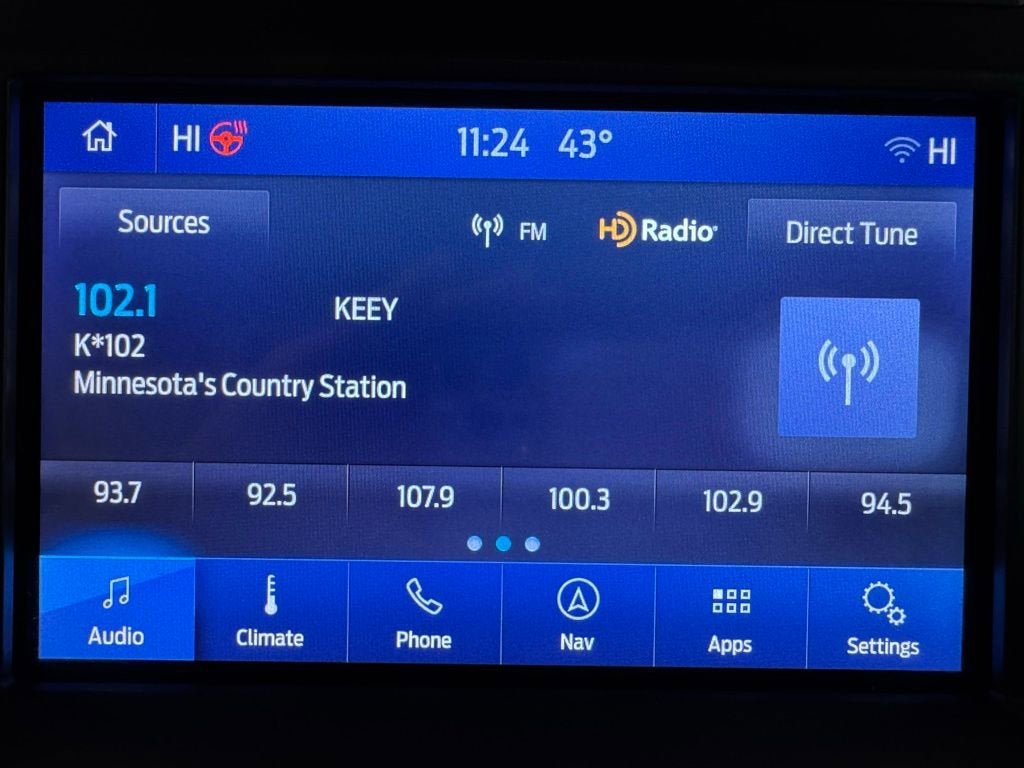 HI 11:24 43° HI
Sources FM HD Radio® Direct Tune
102.1 KEEY
K*102
Minnesota's Country Station
93.7 92.5 107.9 100.3 102.9 94.5
Audio Climate Phone Nav Apps Settings